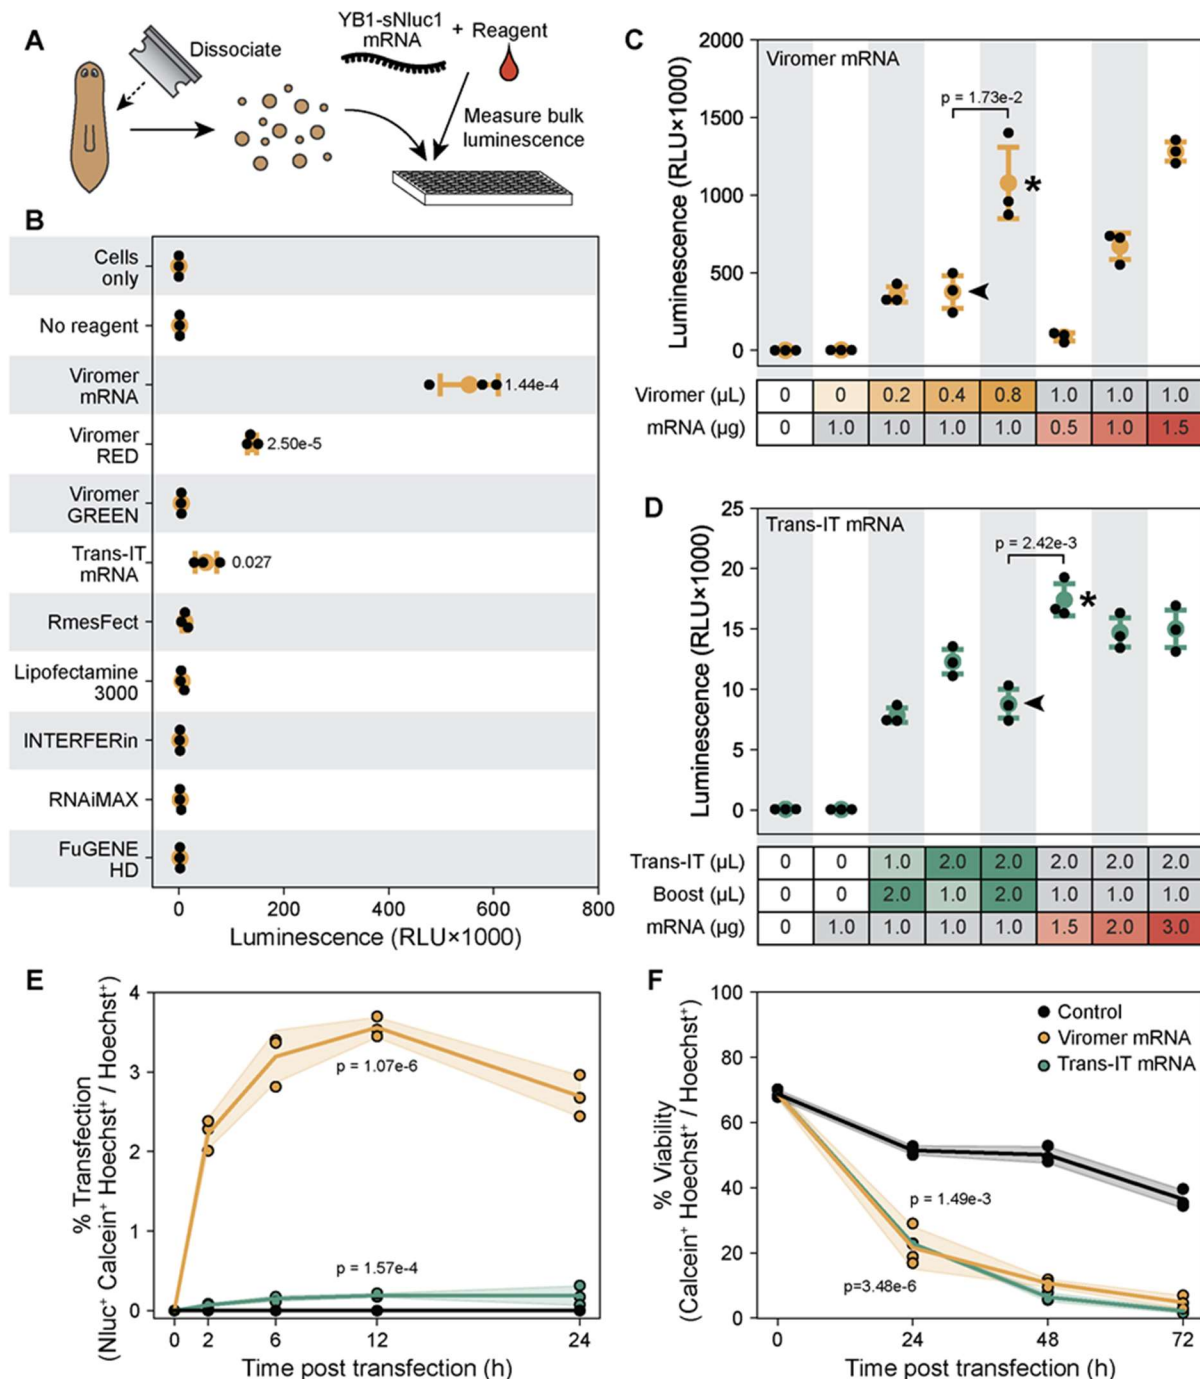 A
Dissociate
YB1-sNluc1
mRNA
+ Reagent
Measure bulk
luminescence
B
Cells
only
No reagent
Viromer
mRNA
1.44e-4
Viromer
RED
2.50e-5
Viromer
GREEN
Trans-IT
mRNA
0.027
RmesFect
Lipofectamine
3000
INTERFERin
RNAiMAX
FuGENE
HD
0 200 400 600 800
Luminescence (RLU×1000)
C
Viromer mRNA
Luminescence (RLU×1000)
2000
1500
1000
500
0
p = 1.73e-2
*
Viromer (µL) 0 0 0.2 0.4 0.8 1.0 1.0 1.0
mRNA (µg) 0 1.0 1.0 1.0 1.0 0.5 1.0 1.5
D
Trans-IT mRNA
Luminescence (RLU×1000)
25
20
15
10
5
0
p = 2.42e-3
*
Trans-IT (µL) 0 0 1.0 2.0 2.0 2.0 2.0 2.0
Boost (µL) 0 0 2.0 1.0 2.0 1.0 1.0 1.0
mRNA (µg) 0 1.0 1.0 1.0 1.0 1.5 2.0 3.0
E
% Transfection
(Nluc⁺ Calcein⁺ Hoechst⁺ / Hoechst⁺)
4
3
2
1
0
p = 1.07e-6
p = 1.57e-4
0 2 6 12 24
Time post transfection (h)
F
% Viability
(Calcein⁺ Hoechst⁺ / Hoechst⁺)
100
80
60
40
20
0
Control
Viromer mRNA
Trans-IT mRNA
p = 1.49e-3
p=3.48e-6
0 24 48 72
Time post transfection (h)